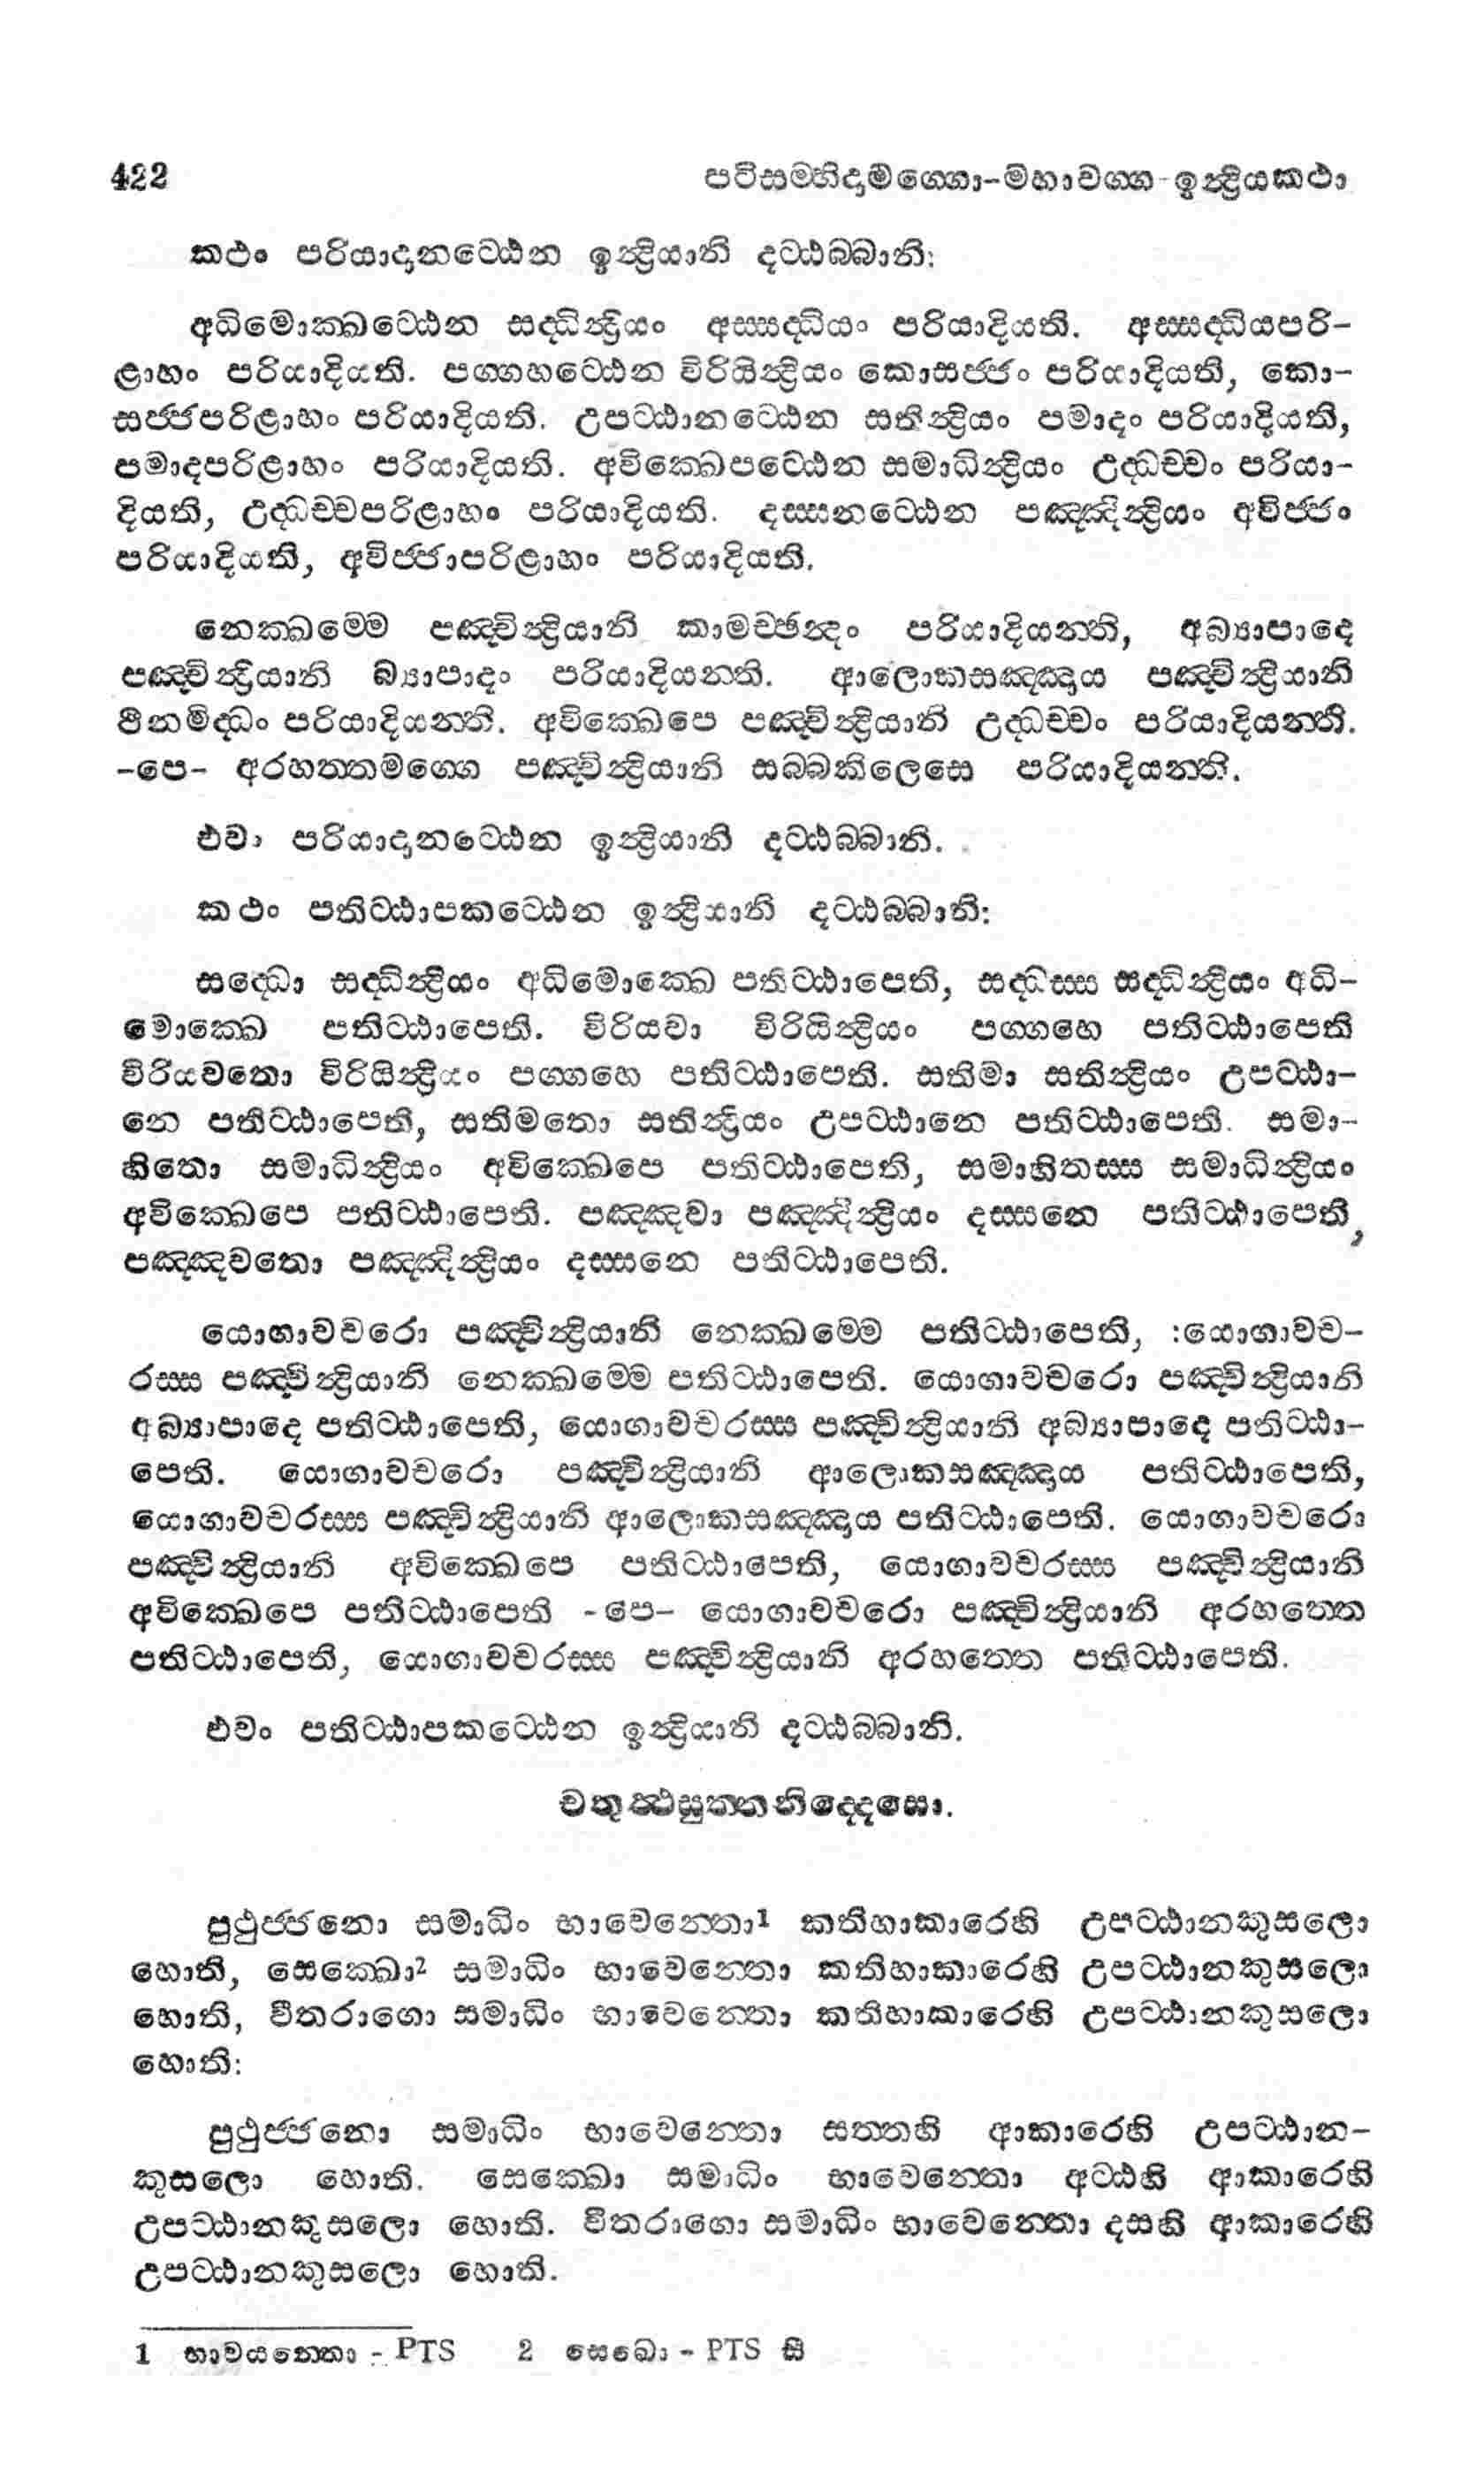 422 පටිසම්භිදාමග්ගො-මහාවග්ග-ඉන්ද්‍රියකථා
කථං පරියාදානට්ඨෙන ඉන්ද්‍රියානි දට්ඨබ්බානි:
අධිමොක්ඛට්ඨෙන සද්ධින්ද්‍රියං අස්සද්ධියං පරියාදියති. අස්සද්ධියපරි-
ළාහං පරියාදියති. පග්ගහට්ඨෙන විරියින්ද්‍රියං කොසජ්ජං පරියාදියති, කො-
සජ්ජපරිළාහං පරියාදියති. උපට්ඨානට්ඨෙන සතින්ද්‍රියං පමාදං පරියාදියති,
පමාදපරිළාහං පරියාදියති. අවික්ඛෙපට්ඨෙන සමාධින්ද්‍රියං උද්ධච්චං පරියා-
දියති, උද්ධච්චපරිළාහං පරියාදියති. දස්සනට්ඨෙන පඤ්ඤින්ද්‍රියං අවිජ්ජං
පරියාදියති, අවිජ්ජාපරිළාහං පරියාදියති.
නෙක්ඛම්මෙ පඤ්චින්ද්‍රියානි කාමච්ඡන්දං පරියාදියන්ති, අබ්‍යාපාදෙ
පඤ්චින්ද්‍රියානි බ්‍යාපාදං පරියාදියන්ති. ආලොකසඤ්ඤාය පඤ්චින්ද්‍රියානි
ථීනමිද්ධං පරියාදියන්ති. අවික්ඛෙපෙ පඤ්චින්ද්‍රියානි උද්ධච්චං පරියාදියන්ති.
-පෙ- අරහත්තමග්ගෙ පඤ්චින්ද්‍රියානි සබ්බකිලෙසෙ පරියාදියන්ති.
එවං පරියාදානට්ඨෙන ඉන්ද්‍රියානි දට්ඨබ්බානි.
කථං පතිට්ඨාපකට්ඨෙන ඉන්ද්‍රියානි දට්ඨබ්බානි:
සද්ධො සද්ධින්ද්‍රියං අධිමොක්ඛෙ පතිට්ඨාපෙති, සද්ධස්ස සද්ධින්ද්‍රියං අධි-
මොක්ඛෙ පතිට්ඨාපෙති. විරියවා විරියින්ද්‍රියං පග්ගහෙ පතිට්ඨාපෙති
විරියවතො විරියින්ද්‍රියං පග්ගහෙ පතිට්ඨාපෙති. සතිමා සතින්ද්‍රියං උපට්ඨා-
නෙ පතිට්ඨාපෙති, සතිමතො සතින්ද්‍රියං උපට්ඨානෙ පතිට්ඨාපෙති. සමා-
හිතො සමාධින්ද්‍රියං අවික්ඛෙපෙ පතිට්ඨාපෙති, සමාහිතස්ස සමාධින්ද්‍රියං
අවික්ඛෙපෙ පතිට්ඨාපෙති. පඤ්ඤවා පඤ්ඤින්ද්‍රියං දස්සනෙ පතිට්ඨාපෙති,
පඤ්ඤවතො පඤ්ඤින්ද්‍රියං දස්සනෙ පතිට්ඨාපෙති.
යොගාවචරො පඤ්චින්ද්‍රියානි නෙක්ඛම්මෙ පතිට්ඨාපෙති, :යොගාවච-
රස්ස පඤ්චින්ද්‍රියානි නෙක්ඛම්මෙ පතිට්ඨාපෙති. යොගාවචරො පඤ්චින්ද්‍රියානි
අබ්‍යාපාදෙ පතිට්ඨාපෙති, යොගාවචරස්ස පඤ්චින්ද්‍රියානි අබ්‍යාපාදෙ පතිට්ඨා-
පෙති. යොගාවචරො පඤ්චින්ද්‍රියානි ආලොකසඤ්ඤාය පතිට්ඨාපෙති,
යොගාවචරස්ස පඤ්චින්ද්‍රියානි ආලොකසඤ්ඤාය පතිට්ඨාපෙති. යොගාවචරො
පඤ්චින්ද්‍රියානි අවික්ඛෙපෙ පතිට්ඨාපෙති, යොගාවචරස්ස පඤ්චින්ද්‍රියානි
අවික්ඛෙපෙ පතිට්ඨාපෙති -පෙ- යොගාවචරො පඤ්චින්ද්‍රියානි අරහත්තෙ
පතිට්ඨාපෙති, යොගාවචරස්ස පඤ්චින්ද්‍රියානි අරහත්තෙ පතිට්ඨාපෙති.
එවං පතිට්ඨාපකට්ඨෙන ඉන්ද්‍රියානි දට්ඨබ්බානි.
චතුත්ථසුත්තනිද්දෙසො.
පුථුජ්ජනො සමාධිං භාවෙන්තො1 කතිහාකාරෙහි උපට්ඨානකුසලො
හොති, සෙක්ඛො2 සමාධිං භාවෙන්තො කතිහාකාරෙහි උපට්ඨානකුසලො
හොති, වීතරාගො සමාධිං භාවෙන්තො කතිහාකාරෙහි උපට්ඨානකුසලො
හොති:
පුථුජ්ජනො සමාධිං භාවෙන්තො සත්තහි ආකාරෙහි උපට්ඨාන-
කුසලො හොති. සෙක්ඛො සමාධිං භාවෙන්තො අට්ඨහි ආකාරෙහි
උපට්ඨානකුසලො හොති. වීතරාගො සමාධිං භාවෙන්තො දසහි ආකාරෙහි
උපට්ඨානකුසලො හොති.
1 භාවයන්තො - PTS 2 සෙඛො - PTS සී